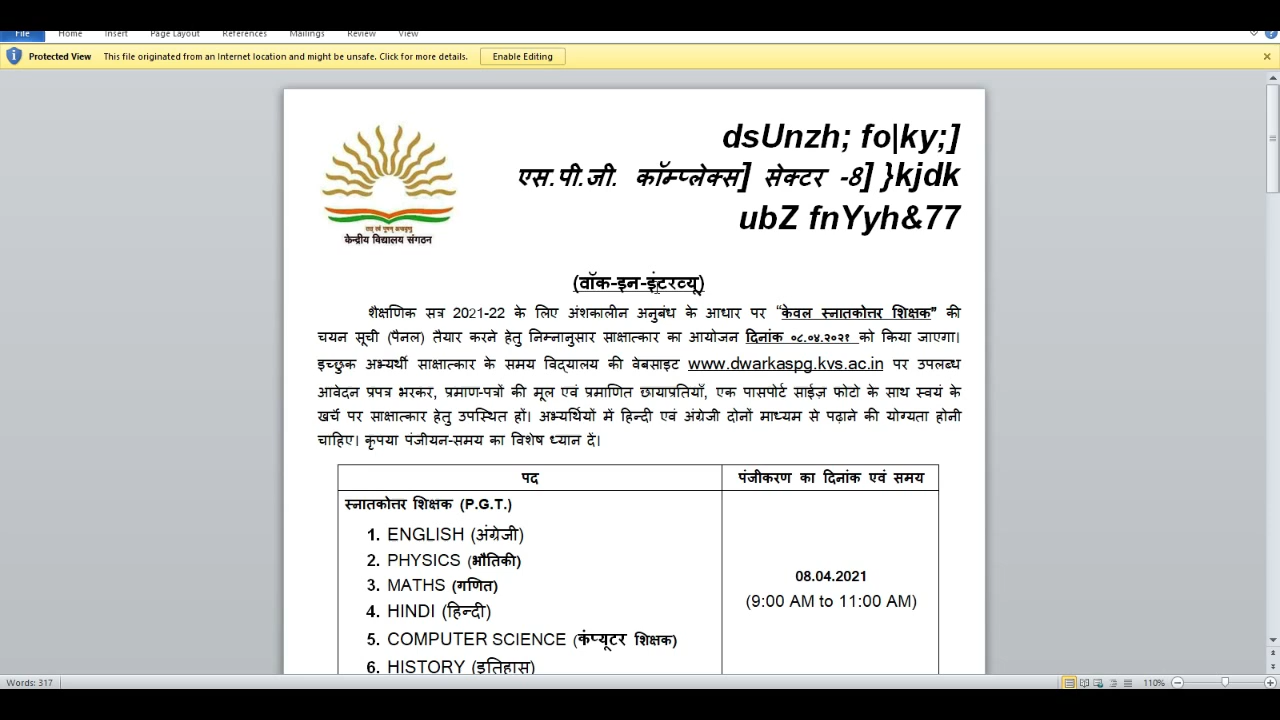 File Home Insert Page Layout References Mailings Review View
Protected View This file originated from an Internet location and might be unsafe. Click for more details. Enable Editing
dsUnzh; fo|ky;]
एस.पी.जी. कॉम्प्लेक्स] सेक्टर -8] }kjdk
ubZ fnYyh&77
तत् त्वं पूषन् अपावृणु
केन्द्रीय विद्यालय संगठन
(वॉक-इन-इंटरव्यू)
शैक्षणिक सत्र 2021-22 के लिए अंशकालीन अनुबंध के आधार पर "केवल स्नातकोत्तर शिक्षक" की
चयन सूची (पैनल) तैयार करने हेतु निम्नानुसार साक्षात्कार का आयोजन दिनांक ०८.०४.२०२१ को किया जाएगा।
इच्छुक अभ्यर्थी साक्षात्कार के समय विद्यालय की वेबसाइट www.dwarkaspg.kvs.ac.in पर उपलब्ध
आवेदन प्रपत्र भरकर, प्रमाण-पत्रों की मूल एवं प्रमाणित छायाप्रतियाँ, एक पासपोर्ट साईज़ फोटो के साथ स्वयं के
खर्च पर साक्षात्कार हेतु उपस्थित हों। अभ्यर्थियों में हिन्दी एवं अंग्रेजी दोनों माध्यम से पढ़ाने की योग्यता होनी
चाहिए। कृपया पंजीयन-समय का विशेष ध्यान दें।
पद पंजीकरण का दिनांक एवं समय
स्नातकोत्तर शिक्षक (P.G.T.)
1. ENGLISH (अंग्रेजी)
2. PHYSICS (भौतिकी)
3. MATHS (गणित)
4. HINDI (हिन्दी)
5. COMPUTER SCIENCE (कंप्यूटर शिक्षक)
6. HISTORY (इतिहास)
08.04.2021
(9:00 AM to 11:00 AM)
Words: 317 110%